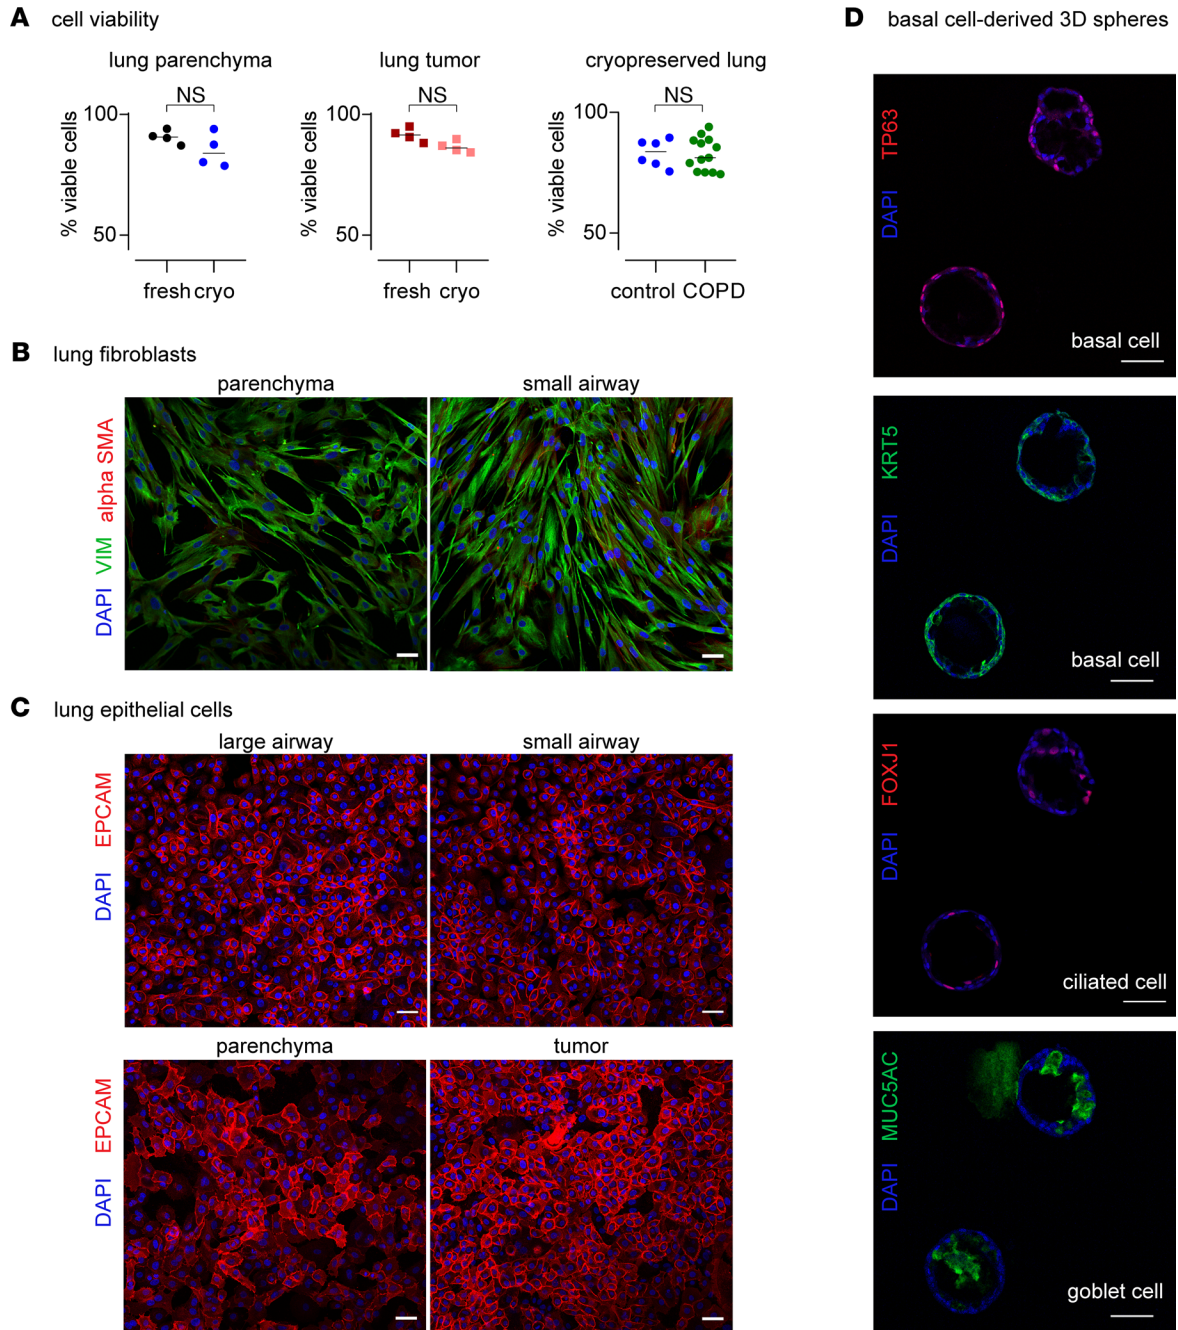 A cell viability
lung parenchyma
NS
100
50
% viable cells
fresh cryo
lung tumor
NS
100
50
% viable cells
fresh cryo
cryopreserved lung
NS
100
50
% viable cells
control COPD
B lung fibroblasts
parenchyma
small airway
DAPI VIM alpha SMA
C lung epithelial cells
large airway
small airway
DAPI EPCAM
parenchyma
tumor
DAPI EPCAM
D basal cell-derived 3D spheres
DAPI TP63
basal cell
DAPI KRT5
basal cell
DAPI FOXJ1
ciliated cell
DAPI MUC5AC
goblet cell